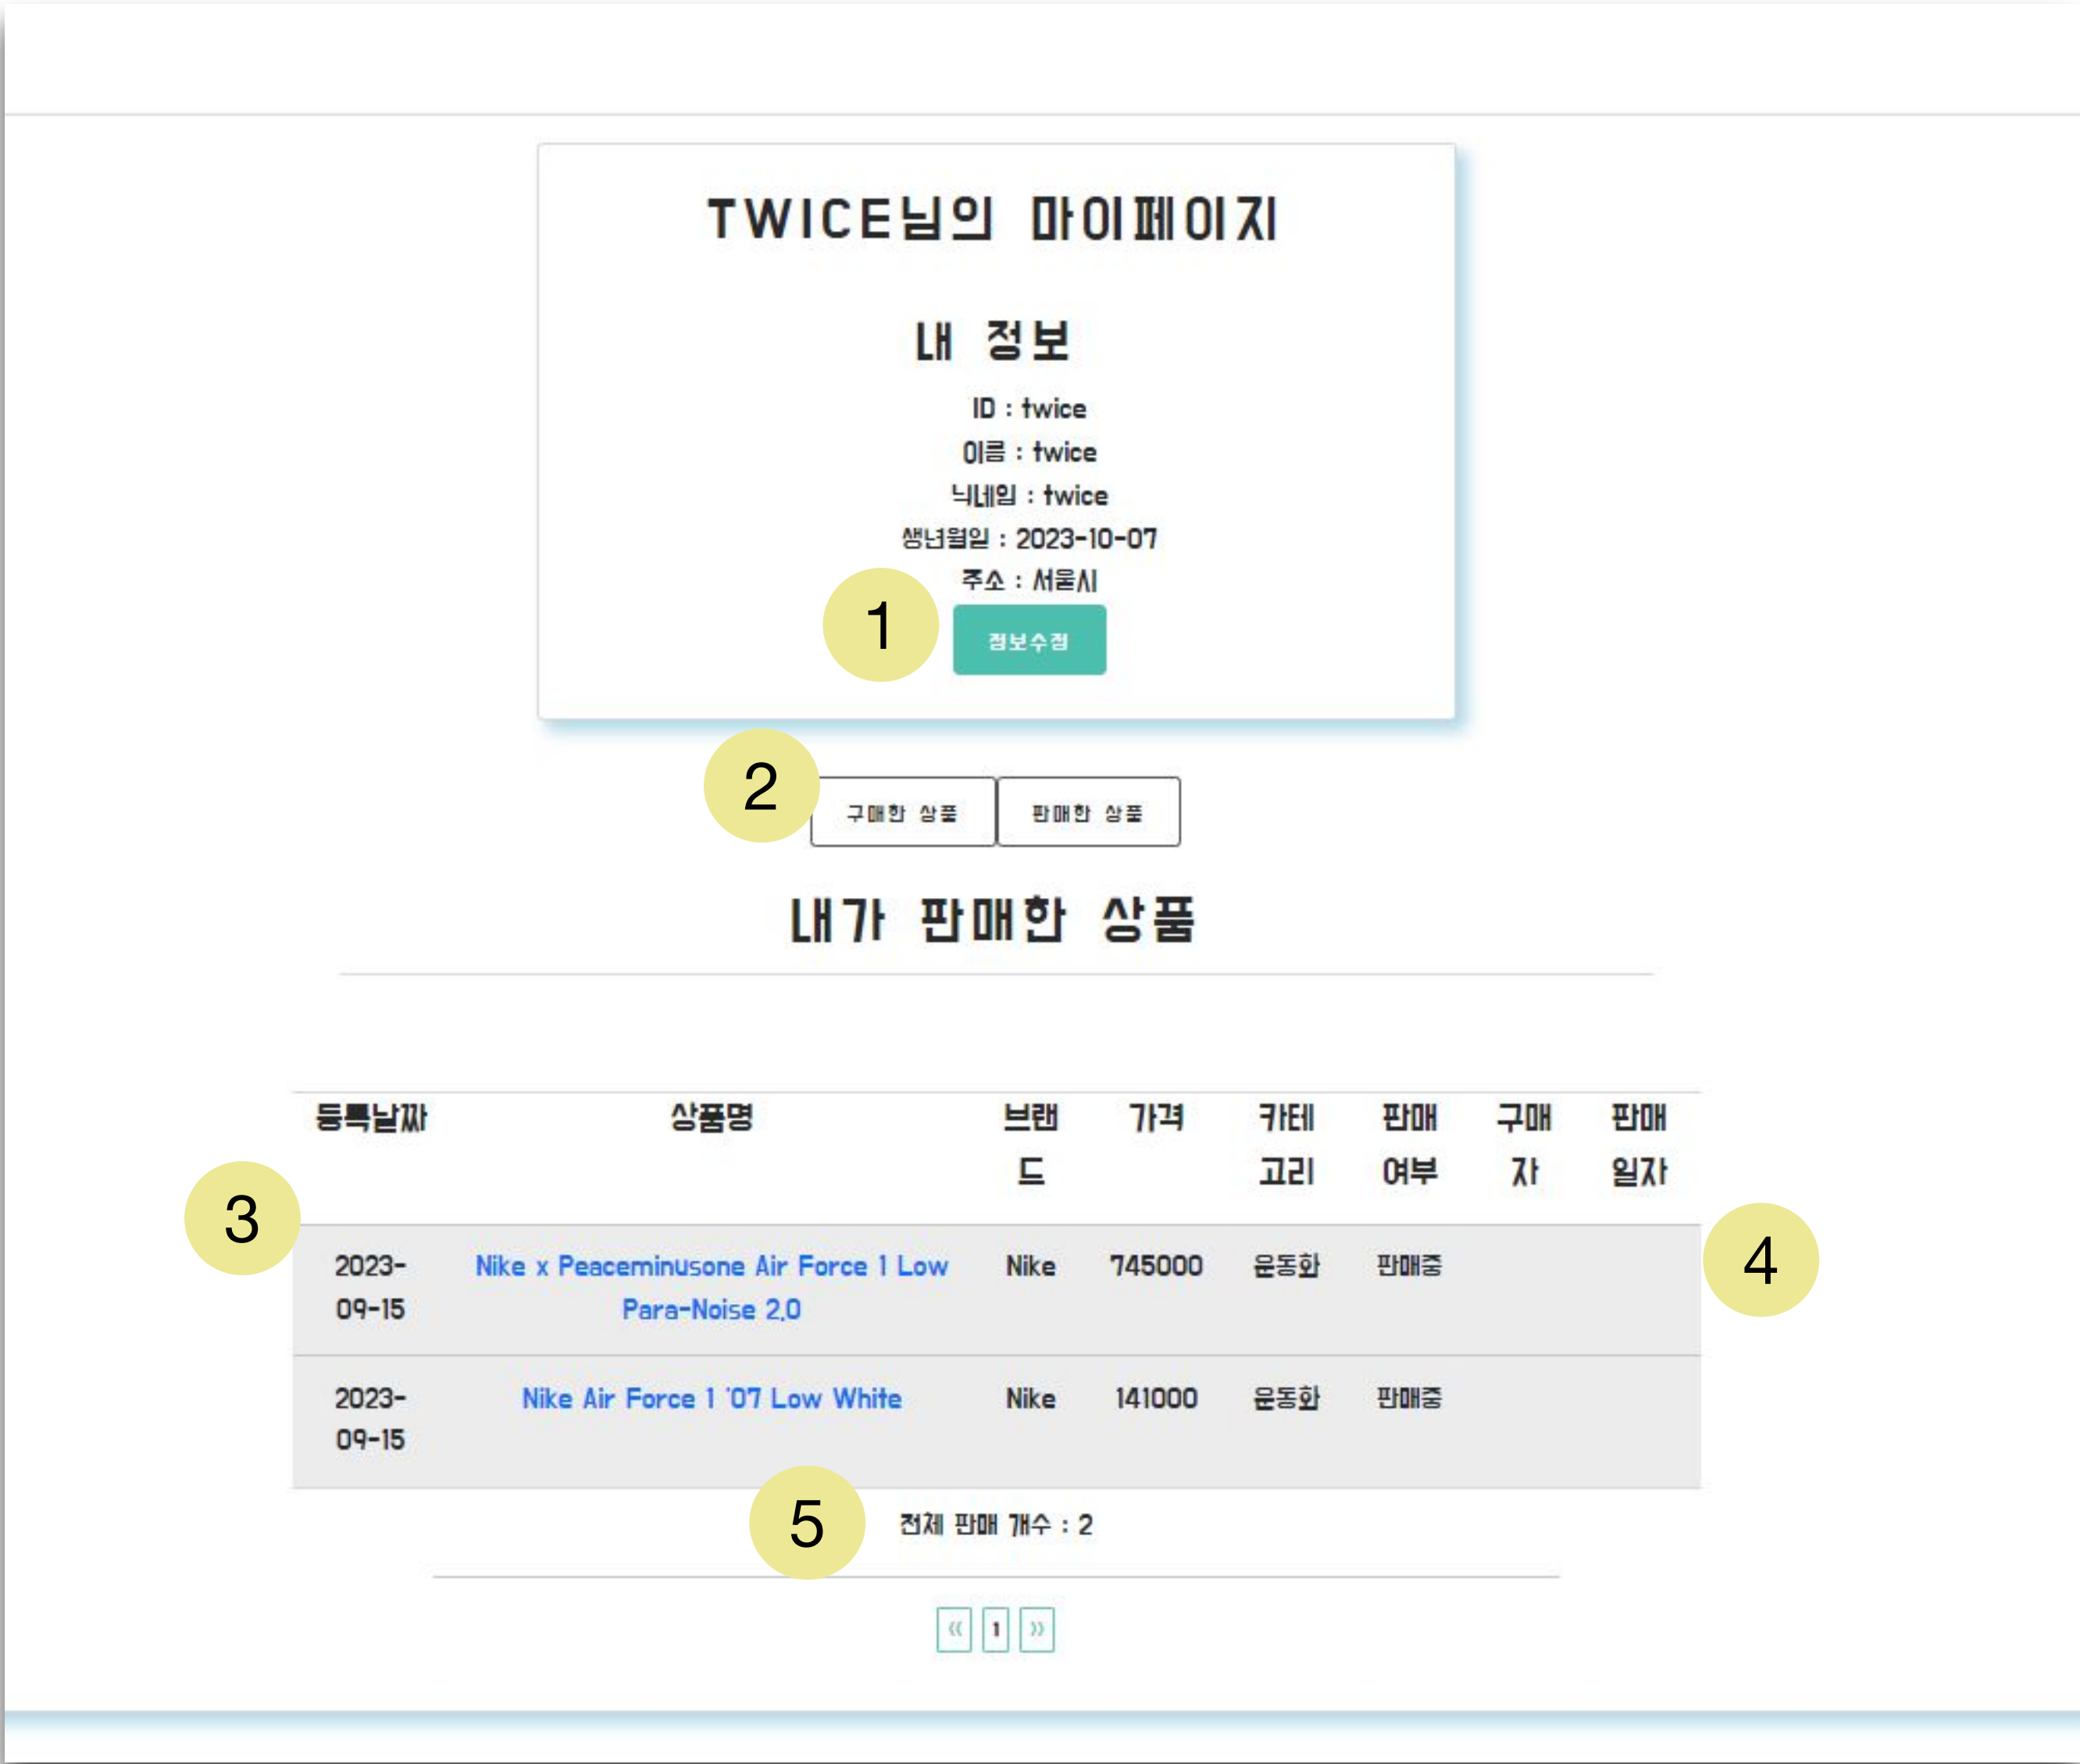 TWICE님의 마이페이지
내 정보
ID : twice
이름 : twice
닉네임 : twice
생년월일 : 2023-10-07
주소 : 서울시
1
정보수정
2
구매한 상품 판매한 상품
내가 판매한 상품
등록날짜 상품명 브랜 가격 카테 판매 구매 판매
드 고리 여부 자 일자
3
4
2023- Nike x Peaceminusone Air Force 1 Low Nike 745000 운동화 판매중
09-15 Para-Noise 2.0
2023- Nike Air Force 1 '07 Low White Nike 141000 운동화 판매중
09-15
5
전체 판매 개수 : 2
« 1 »